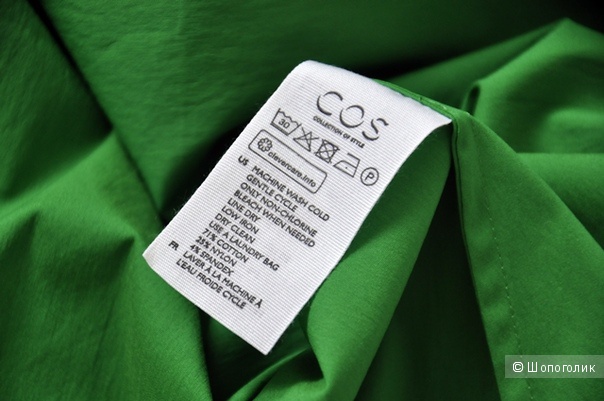 COS
COLLECTION OF STYLE
30
P
clevercare.info
US MACHINE WASH COLD
GENTLE CYCLE
ONLY NON-CHLORINE
BLEACH WHEN NEEDED
LINE DRY
LOW IRON
DRY CLEAN
USE A LAUNDRY BAG
71% COTTON
25% NYLON
4% SPANDEX
FR LAVER À LA MACHINE À
L'EAU FROIDE CYCLE
© Шопоголик